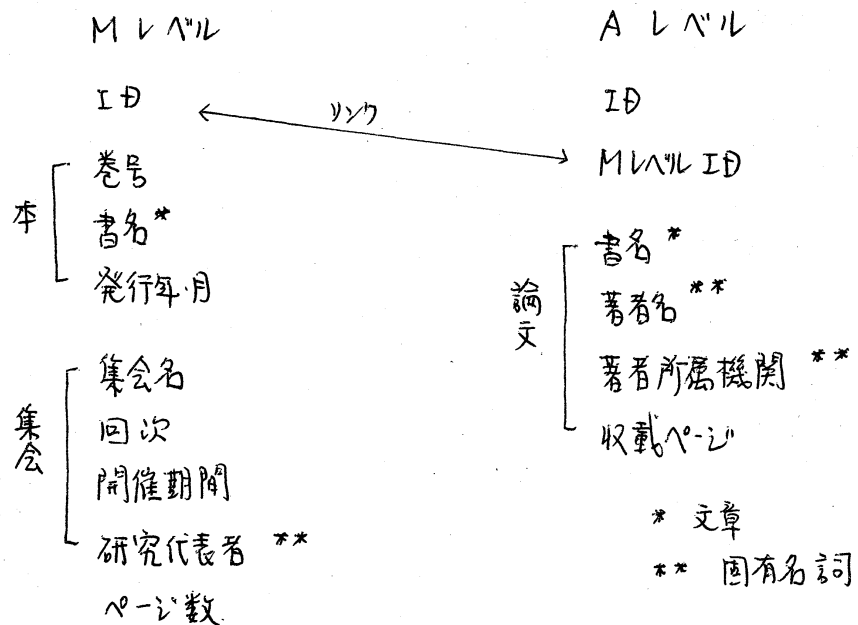 Mレベル
ID
本
巻号
書名*
発行年・月
集会
集会名
回次
開催期間
研究代表者 **
ページ数
リンク
Aレベル
ID
MレベルID
論文
書名*
著者名**
著者所属機関 **
収載ページ
* 文章
** 固有名詞